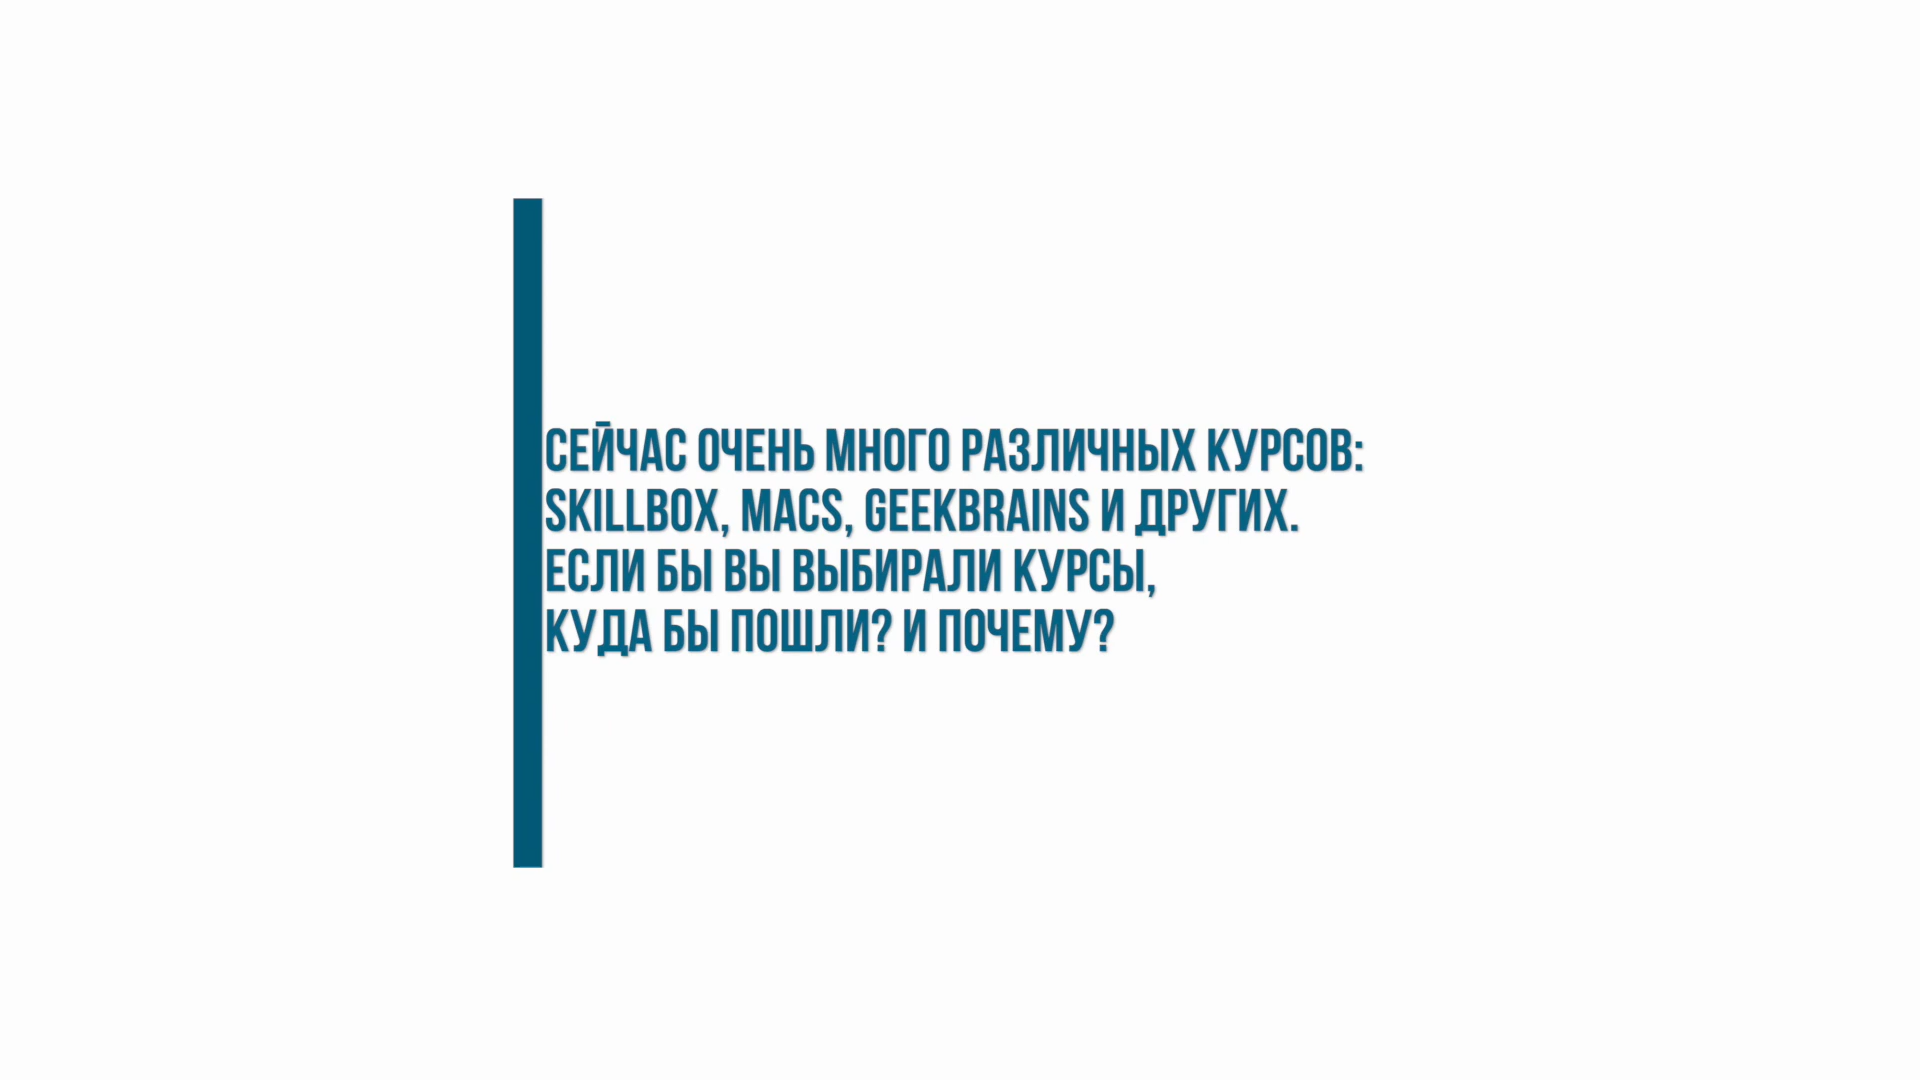 СЕЙЧАС ОЧЕНЬ МНОГО РАЗЛИЧНЫХ КУРСОВ:
SKILLBOX, MACS, GEEKBRAINS И ДРУГИХ.
ЕСЛИ БЫ ВЫ ВЫБИРАЛИ КУРСЫ,
КУДА БЫ ПОШЛИ? И ПОЧЕМУ?